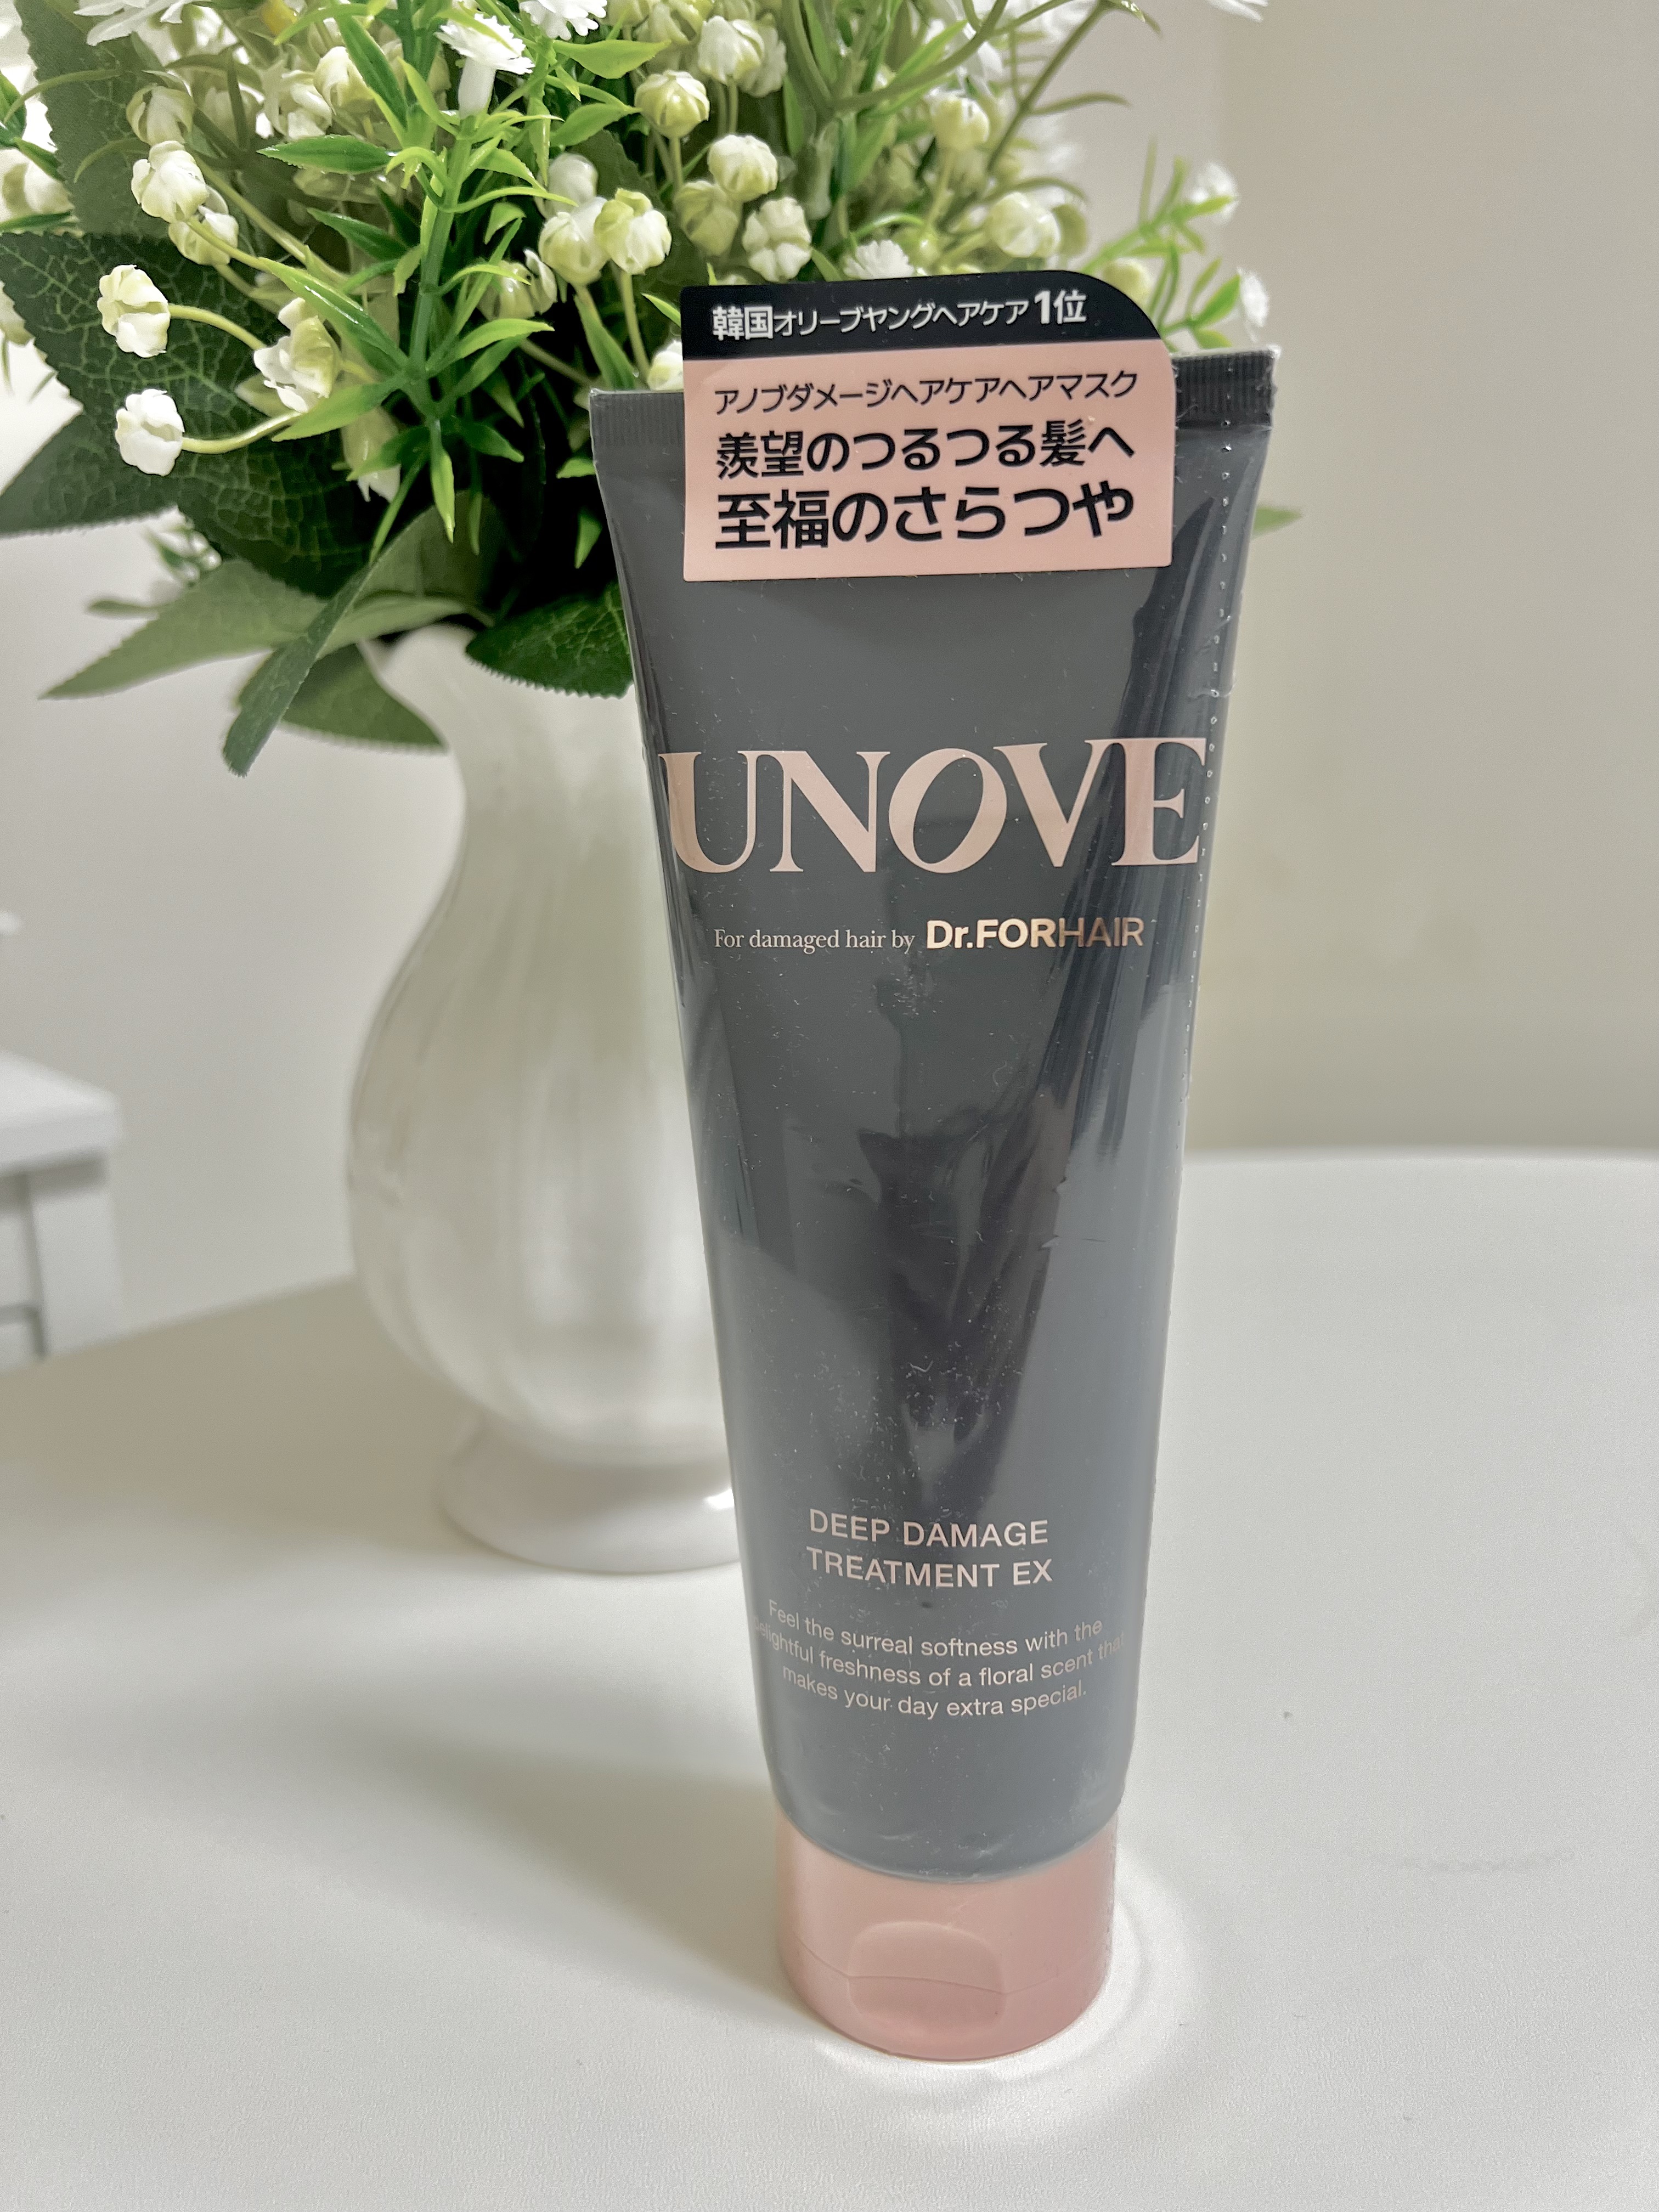 韓国オリーブヤングヘアケア1位
アノブダメージヘアケアヘアマスク
羨望のつるつる髪へ
至福のさらつや
UNOVE
For damaged hair by Dr.FORHAIR
DEEP DAMAGE
TREATMENT EX
Feel the surreal softness with the
delightful freshness of a floral scent that
makes your day extra special.